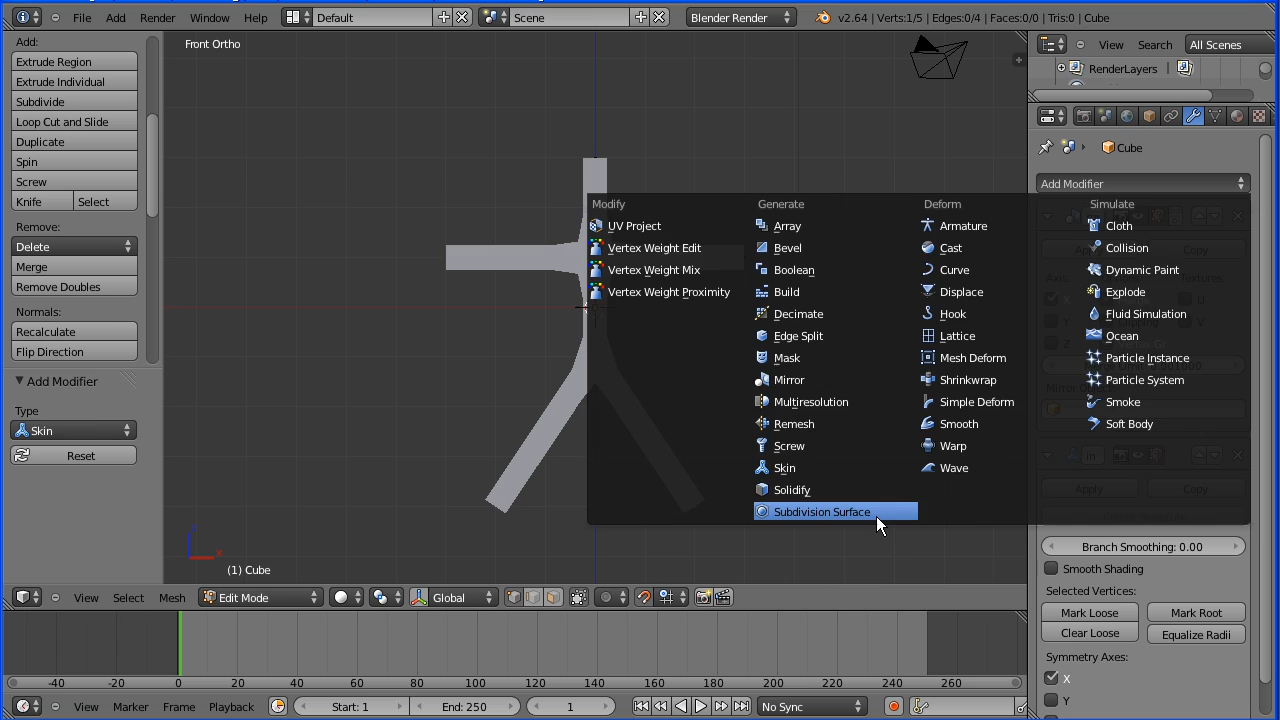 File Add Render Window Help Default Scene Blender Render v2.64 | Verts:1/5 | Edges:0/4 | Faces:0/0 | Tris:0 | Cube
Add:
Extrude Region
Extrude Individual
Subdivide
Loop Cut and Slide
Duplicate
Spin
Screw
Knife Select
Remove:
Delete
Merge
Remove Doubles
Normals:
Recalculate
Flip Direction
Add Modifier
Type
Skin
Reset
Front Ortho
(1) Cube
View Search All Scenes
RenderLayers
Cube
Add Modifier
Modify
UV Project
Vertex Weight Edit
Vertex Weight Mix
Vertex Weight Proximity
Generate
Array
Bevel
Boolean
Build
Decimate
Edge Split
Mask
Mirror
Multiresolution
Remesh
Screw
Skin
Solidify
Subdivision Surface
Deform
Armature
Cast
Curve
Displace
Hook
Lattice
Mesh Deform
Shrinkwrap
Simple Deform
Smooth
Warp
Wave
Simulate
Cloth
Collision
Dynamic Paint
Explode
Fluid Simulation
Ocean
Particle Instance
Particle System
Smoke
Soft Body
Apply Copy
Branch Smoothing: 0.00
Smooth Shading
Selected Vertices:
Mark Loose Mark Root
Clear Loose Equalize Radii
Symmetry Axes:
X
Y
View Select Mesh Edit Mode Global
-40 -20 0 20 40 60 80 100 120 140 160 180 200 220 240 260
View Marker Frame Playback Start: 1 End: 250 1 No Sync